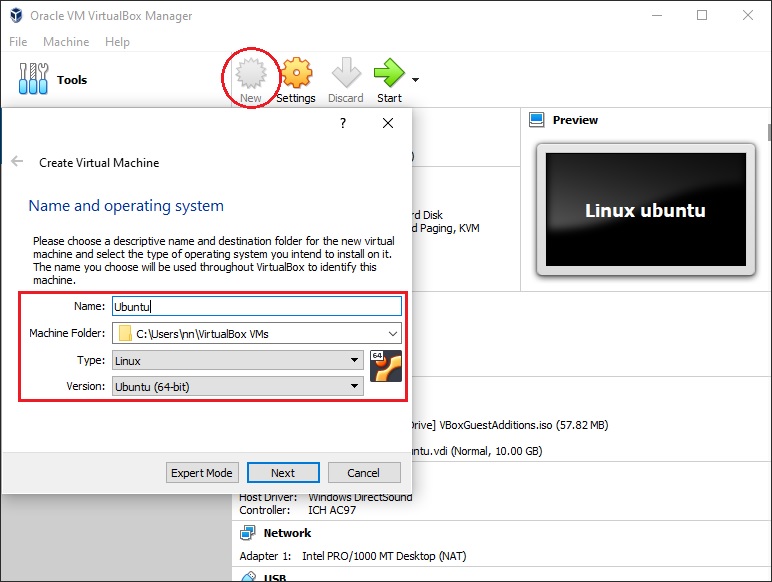 Oracle VM VirtualBox Manager
File Machine Help
Tools
New Settings Discard Start
?
Create Virtual Machine
Name and operating system
Please choose a descriptive name and destination folder for the new virtual
machine and select the type of operating system you intend to install on it.
The name you choose will be used throughout VirtualBox to identify this
machine.
Name: Ubuntu
Machine Folder: C:\Users\nn\VirtualBox VMs
Type: Linux
64
Version: Ubuntu (64-bit)
Expert Mode Next Cancel
Preview
Linux ubuntu
)
rd Disk
d Paging, KVM
Drive] VBoxGuestAdditions.iso (57.82 MB)
ntu.vdi (Normal, 10.00 GB)
Host Driver: Windows DirectSound
Controller: ICH AC97
Network
Adapter 1: Intel PRO/1000 MT Desktop (NAT)
USB